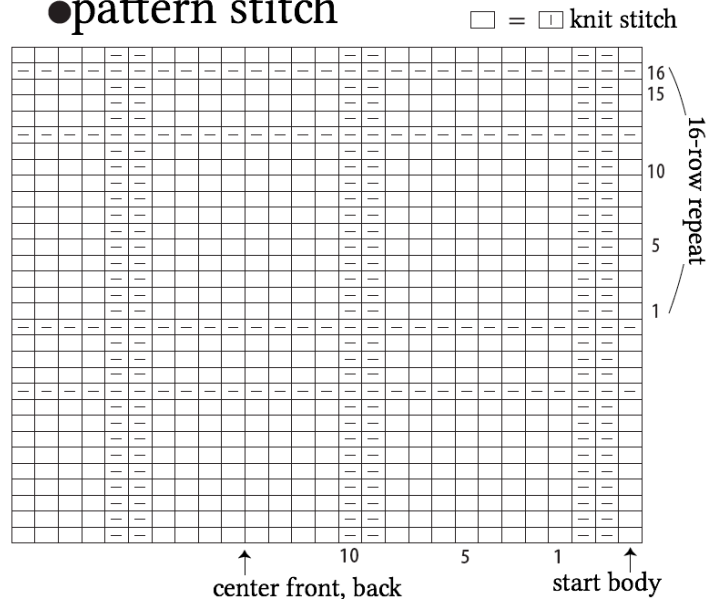 ●pattern stitch
□ = | knit stitch
16
15
10
5
1
16-row repeat
10
5
1
center front, back
start body